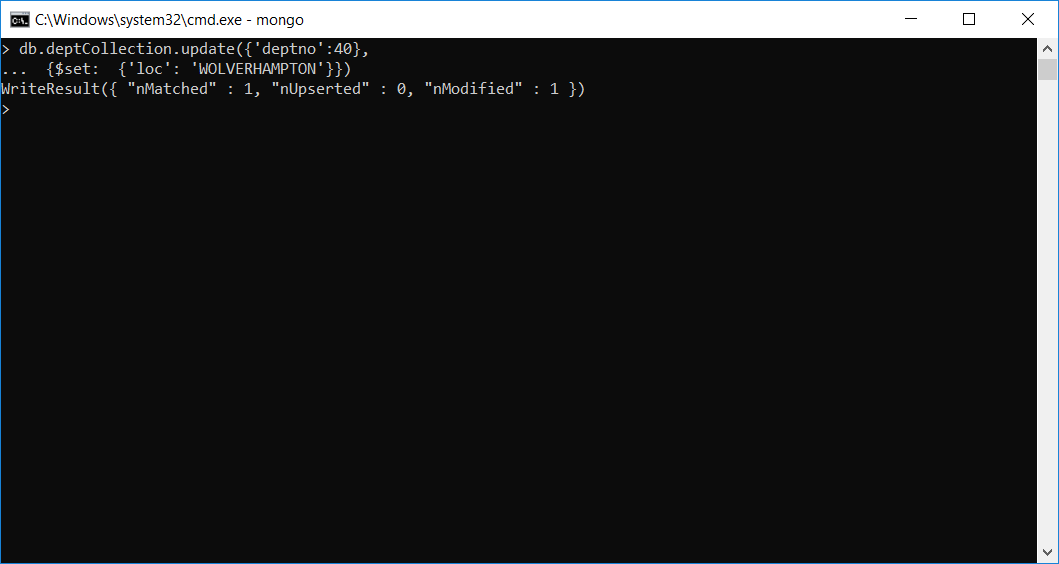 C:\Windows\system32\cmd.exe - mongo
> db.deptCollection.update({'deptno':40},
...  {$set:  {'loc': 'WOLVERHAMPTON'}})
WriteResult({ "nMatched" : 1, "nUpserted" : 0, "nModified" : 1 })
>